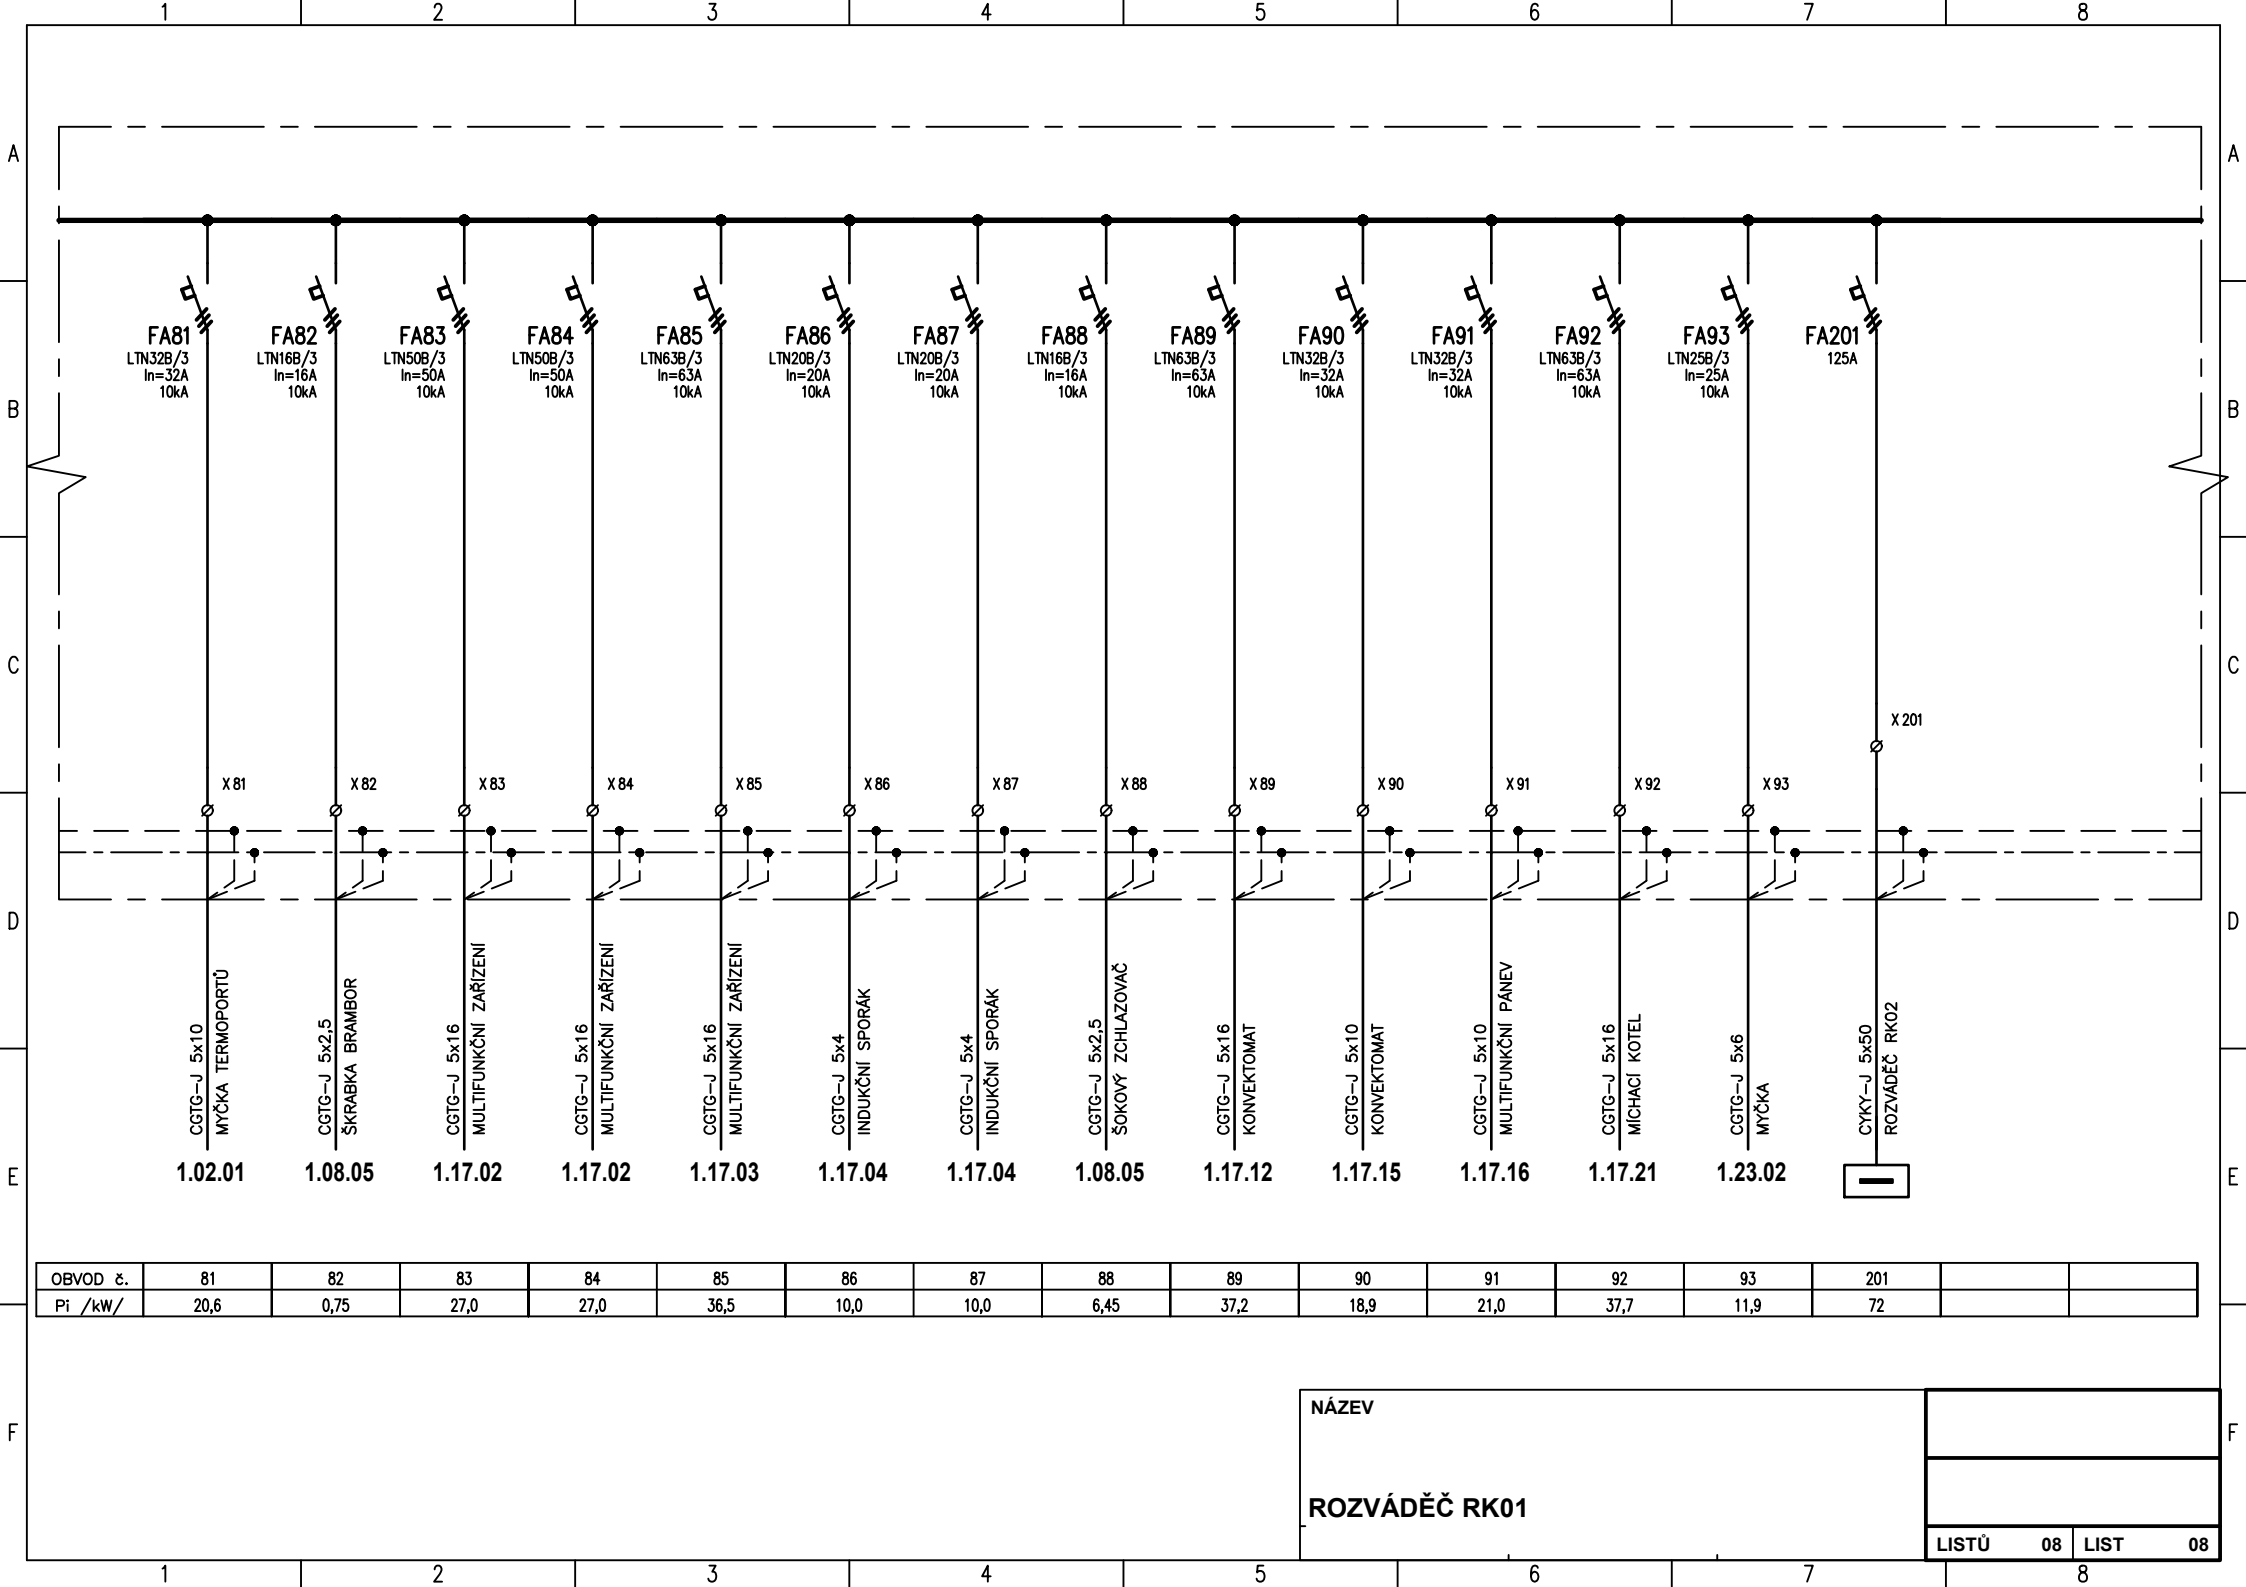 1 2 3 4 5 6 7 8
A A
FA81 FA82 FA83 FA84 FA85 FA86 FA87 FA88 FA89 FA90 FA91 FA92 FA93 FA201
LTN32B/3 LTN16B/3 LTN50B/3 LTN50B/3 LTN63B/3 LTN20B/3 LTN20B/3 LTN16B/3 LTN63B/3 LTN32B/3 LTN32B/3 LTN63B/3 LTN25B/3 125A
In=32A In=16A In=50A In=50A In=63A In=20A In=20A In=16A In=63A In=32A In=32A In=63A In=25A
10kA 10kA 10kA 10kA 10kA 10kA 10kA 10kA 10kA 10kA 10kA 10kA 10kA
B B
C C
X 201
X 81 X 82 X 83 X 84 X 85 X 86 X 87 X 88 X 89 X 90 X 91 X 92 X 93
D D
CGTG-J 5x10
MYČKA TERMOPORTŮ
CGTG-J 5x2,5
ŠKRABKA BRAMBOR
CGTG-J 5x16
MULTIFUNKČNÍ ZAŘÍZENÍ
CGTG-J 5x16
MULTIFUNKČNÍ ZAŘÍZENÍ
CGTG-J 5x16
MULTIFUNKČNÍ ZAŘÍZENÍ
CGTG-J 5x4
INDUKČNÍ SPORÁK
CGTG-J 5x4
INDUKČNÍ SPORÁK
CGTG-J 5x2,5
ŠOKOVÝ ZCHLAZOVAČ
CGTG-J 5x16
KONVEKTOMAT
CGTG-J 5x10
KONVEKTOMAT
CGTG-J 5x10
MULTIFUNKČNÍ PÁNEV
CGTG-J 5x16
MÍCHACÍ KOTEL
CGTG-J 5x6
MYČKA
CYKY-J 5x50
ROZVÁDĚČ RK02
1.02.01 1.08.05 1.17.02 1.17.02 1.17.03 1.17.04 1.17.04 1.08.05 1.17.12 1.17.15 1.17.16 1.17.21 1.23.02
E E
OBVOD č. 81 82 83 84 85 86 87 88 89 90 91 92 93 201
Pi /kW/ 20,6 0,75 27,0 27,0 36,5 10,0 10,0 6,45 37,2 18,9 21,0 37,7 11,9 72
NÁZEV
F F
ROZVÁDĚČ RK01
LISTŮ 08 LIST 08
1 2 3 4 5 6 7 8